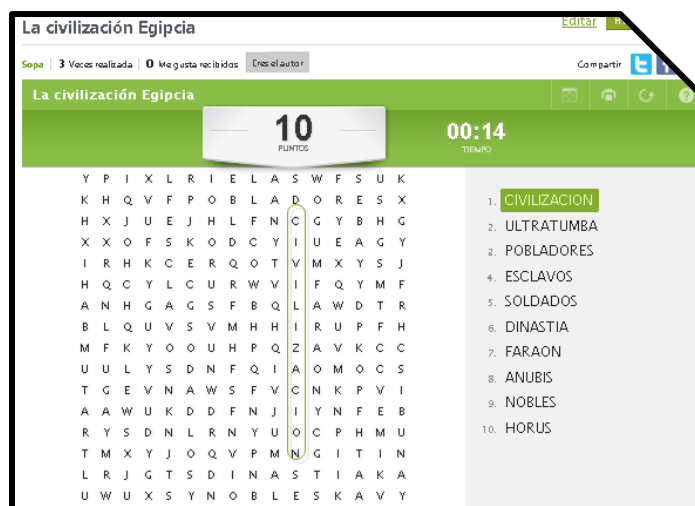 La civilización Egipcia
Editar
Sopa | 3 Veces realizada | 0 Me gusta recibidos Eres el autor
Compartir
La civilización Egipcia
10
PUNTOS
00:14
TIEMPO
Y P I X L R I E L A S W F S U K
K H Q V F P O B L A D O R E S X
H X J U E J H L F N C G Y B H G
X X O F S K O D C Y I U E A G Y
I R H K C E R Q O T V M X Y S J
H Q C Y L C U R W V I F Q Y M F
A N H G A G S F B Q L A W D T R
B L Q U V S V M H H I R U P F H
M F K Y O O U H P Q Z A V K C C
U U L Y S D N F Q I A O M O C S
T G E V N A W S F V C N K P V I
A A W U K D D F N J I Y N F E B
R Y S D N L R N Y U O C P H M U
T M X Y J O Q V P M N G I T I N
L R J G T S D I N A S T I A K A
U W U X S Y N O B L E S K A V Y
1. CIVILIZACION
2. ULTRATUMBA
3. POBLADORES
4. ESCLAVOS
5. SOLDADOS
6. DINASTIA
7. FARAON
8. ANUBIS
9. NOBLES
10. HORUS